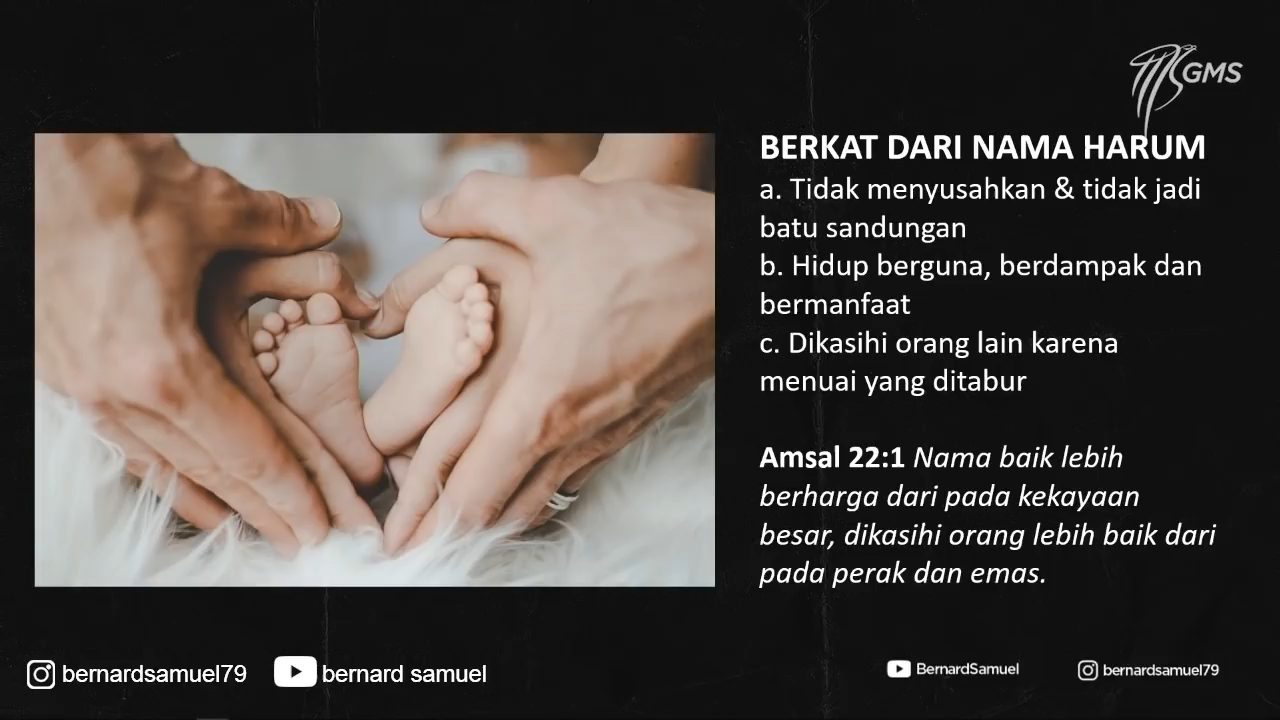 GMS
BERKAT DARI NAMA HARUM
a. Tidak menyusahkan & tidak jadi
batu sandungan
b. Hidup berguna, berdampak dan
bermanfaat
c. Dikasihi orang lain karena
menuai yang ditabur
Amsal 22:1 Nama baik lebih
berharga dari pada kekayaan
besar, dikasihi orang lebih baik dari
pada perak dan emas.
bernardsamuel79 bernard samuel
BernardSamuel bernardsamuel79